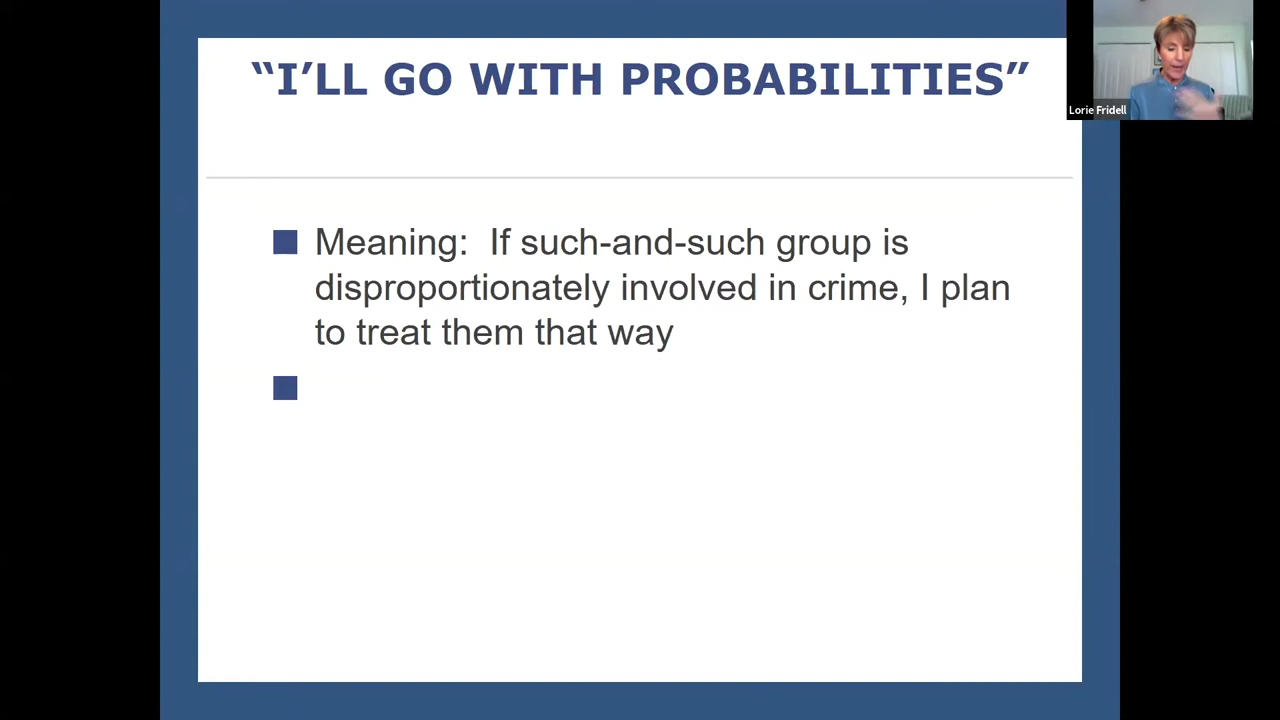 “I’LL GO WITH PROBABILITIES”
Lorie Fridell
Meaning:  If such-and-such group is
disproportionately involved in crime, I plan
to treat them that way